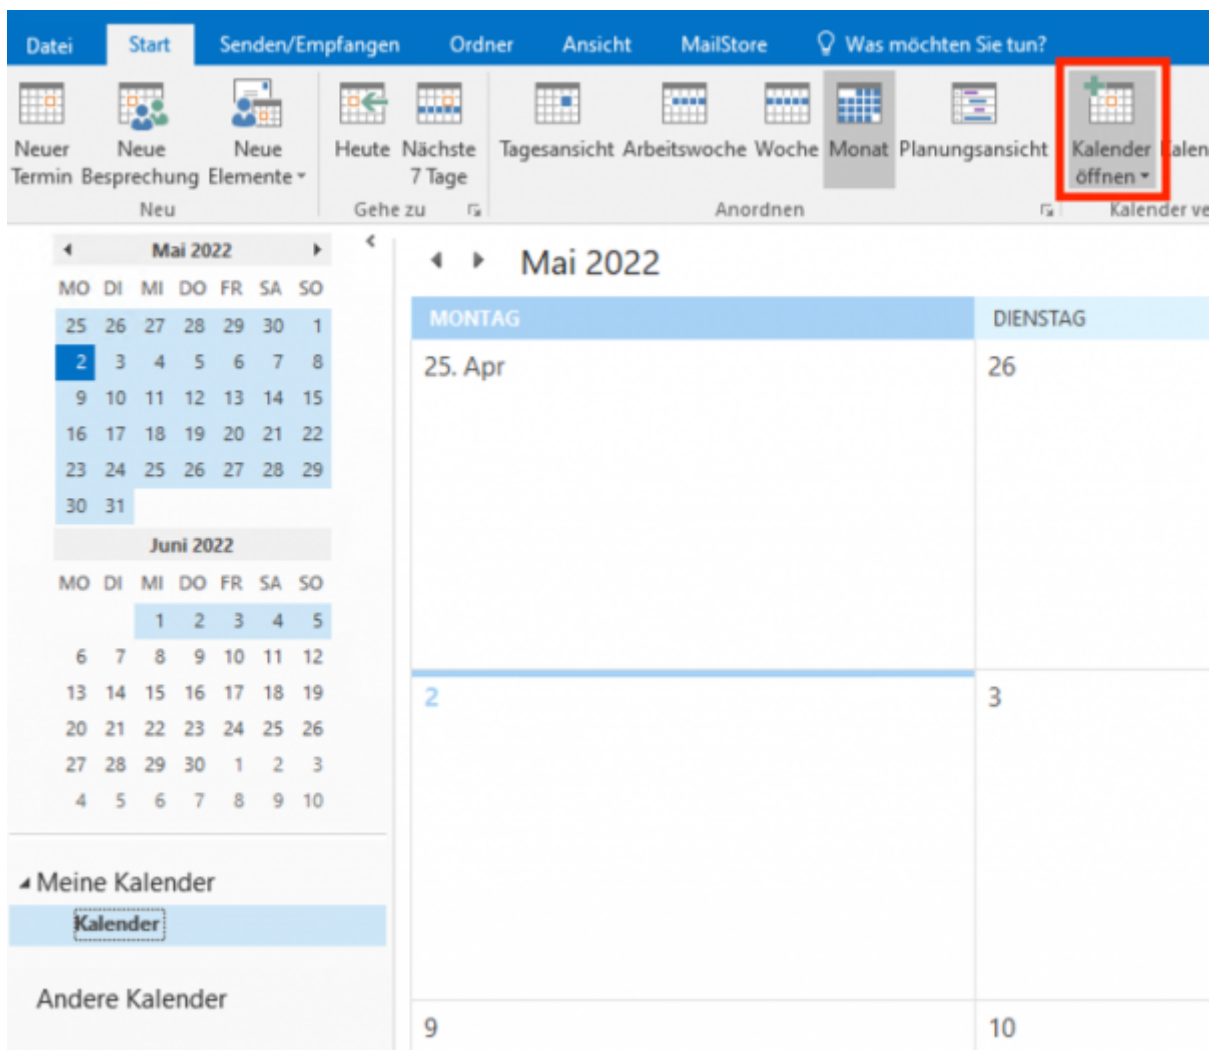 Datei Start Senden/Empfangen Ordner Ansicht MailStore Was möchten Sie tun?
Neuer Neue Neue Heute Nächste Tagesansicht Arbeitswoche Woche Monat Planungsansicht Kalender
Termin Besprechung Elemente 7 Tage öffnen
Neu Gehe zu Anordnen Kalender
Mai 2022
MO DI MI DO FR SA SO
25 26 27 28 29 30 1
2 3 4 5 6 7 8
9 10 11 12 13 14 15
16 17 18 19 20 21 22
23 24 25 26 27 28 29
30 31
Juni 2022
MO DI MI DO FR SA SO
1 2 3 4 5
6 7 8 9 10 11 12
13 14 15 16 17 18 19
20 21 22 23 24 25 26
27 28 29 30 1 2 3
4 5 6 7 8 9 10
Meine Kalender
Kalender
Andere Kalender
Mai 2022
MONTAG DIENSTAG
25. Apr 26
2 3
9 10